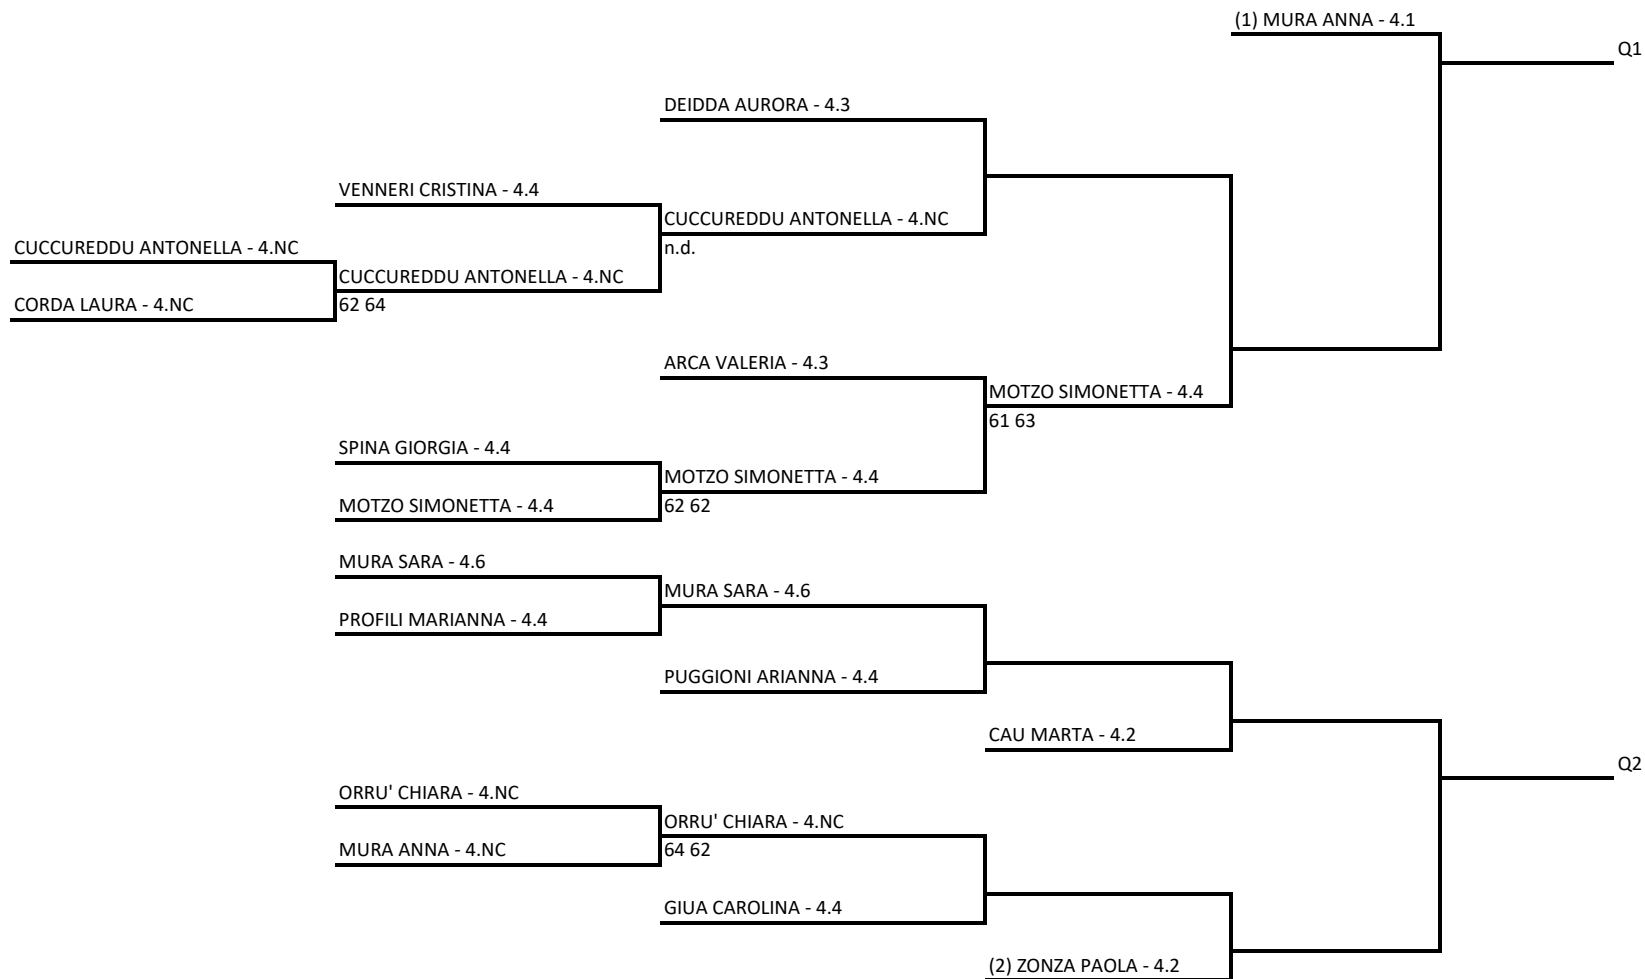 (1) MURA ANNA - 4.1
Q1
DEIDDA AURORA - 4.3
VENNERI CRISTINA - 4.4
CUCCUREDDU ANTONELLA - 4.NC
n.d.
CUCCUREDDU ANTONELLA - 4.NC
CUCCUREDDU ANTONELLA - 4.NC
62 64
CORDA LAURA - 4.NC
ARCA VALERIA - 4.3
MOTZO SIMONETTA - 4.4
61 63
SPINA GIORGIA - 4.4
MOTZO SIMONETTA - 4.4
62 62
MOTZO SIMONETTA - 4.4
MURA SARA - 4.6
MURA SARA - 4.6
PROFILI MARIANNA - 4.4
PUGGIONI ARIANNA - 4.4
CAU MARTA - 4.2
Q2
ORRU' CHIARA - 4.NC
ORRU' CHIARA - 4.NC
64 62
MURA ANNA - 4.NC
GIUA CAROLINA - 4.4
(2) ZONZA PAOLA - 4.2